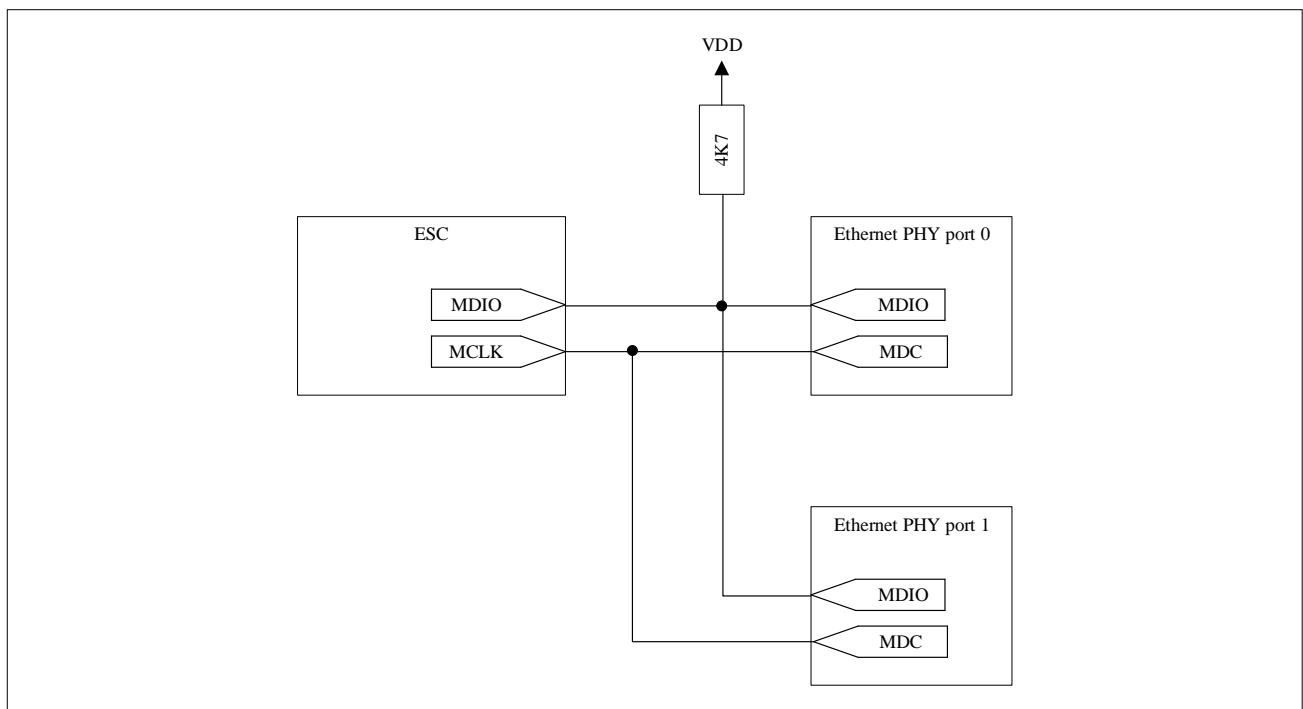 VDD
4K7
ESC
MDIO
MCLK
Ethernet PHY port 0
MDIO
MDC
Ethernet PHY port 1
MDIO
MDC